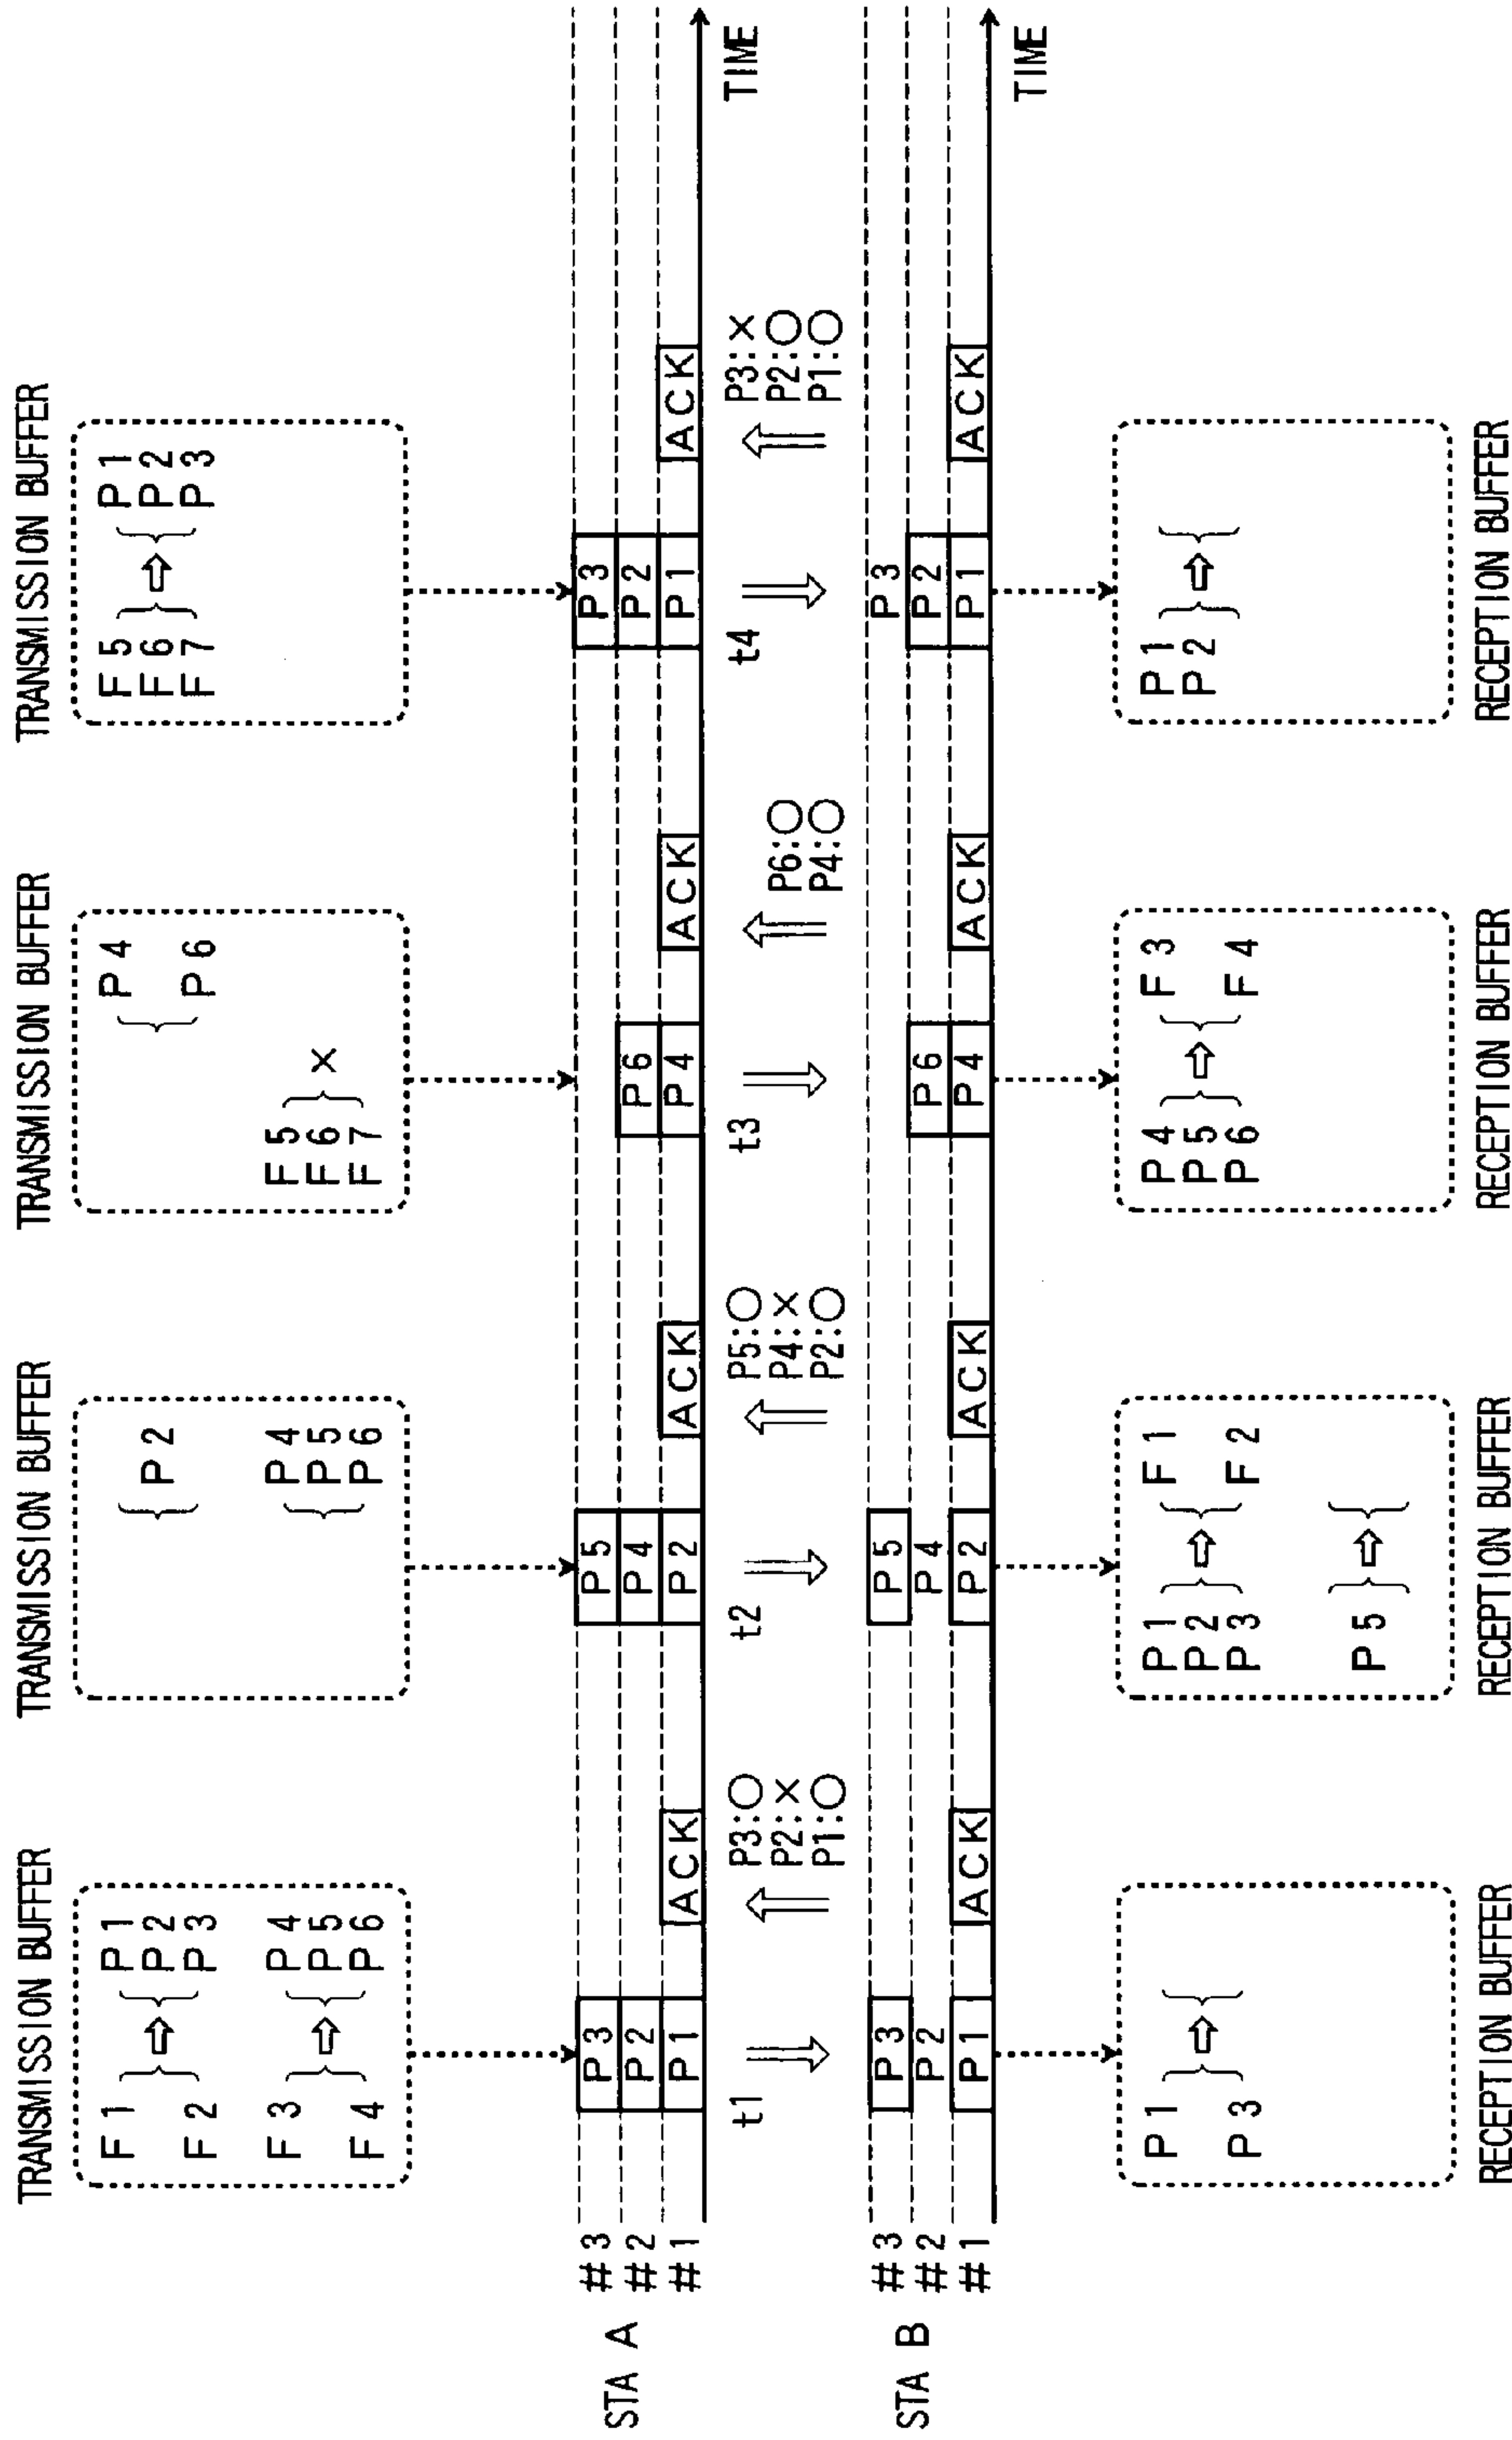 TRANSMISSION BUFFER
F1
F2
P1
P2
P3
F3
F4
P4
P5
P6
TRANSMISSION BUFFER
P2
P4
P5
P6
TRANSMISSION BUFFER
P4
P6
F5
F6
F7
×
TRANSMISSION BUFFER
F5
F6
F7
P1
P2
P3
STA A
#3
#2
#1
P3
P2
P1
ACK
P5
P4
P2
ACK
P6
P4
ACK
P3
P2
P1
ACK
TIME
t1
P3:○
P2:×
P1:○
t2
P5:○
P4:×
P2:○
t3
P6:○
P4:○
t4
P3:×
P2:○
P1:○
STA B
#3
#2
#1
P3
P2
P1
ACK
P5
P4
P2
ACK
P6
P4
ACK
P3
P2
P1
ACK
TIME
P1
P3
RECEPTION BUFFER
P1
P2
P3
F1
F2
P5
RECEPTION BUFFER
P4
P5
P6
F3
F4
RECEPTION BUFFER
P1
P2
RECEPTION BUFFER